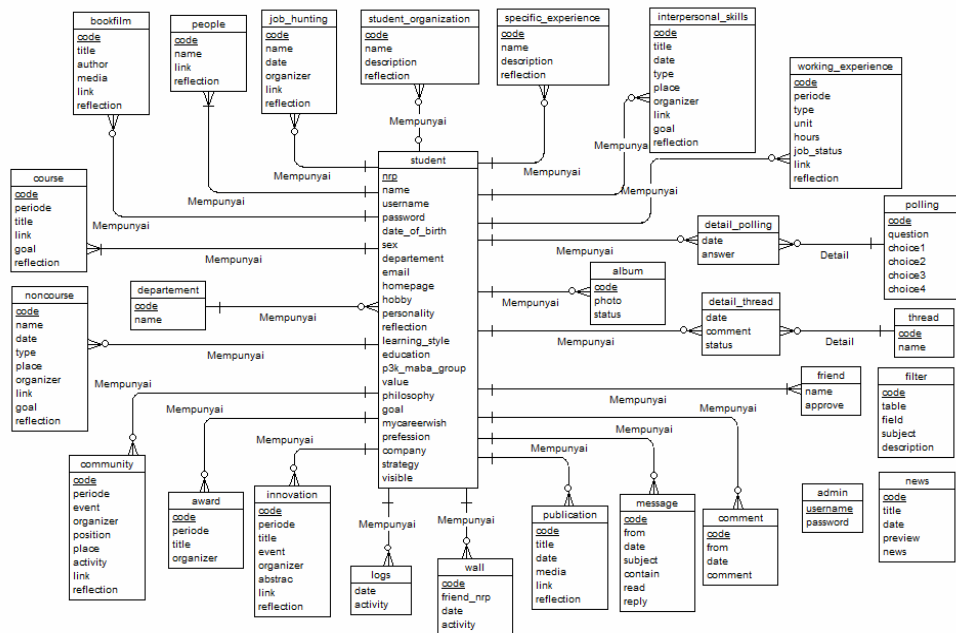 bookfilm
code
title
author
media
link
reflection
people
code
name
link
reflection
job_hunting
code
name
date
organizer
link
reflection
student_organization
code
name
description
reflection
specific_experience
code
name
description
reflection
interpersonal_skills
code
title
date
type
place
organizer
link
goal
reflection
working_experience
code
periode
type
unit
hours
job_status
link
reflection
Mempunyai
Mempunyai
Mempunyai
Mempunyai
Mempunyai
Mempunyai
Mempunyai
course
code
periode
title
link
goal
reflection
Mempunyai
student
nrp
name
username
password
date_of_birth
sex
departement
email
homepage
hobby
personality
reflection
learning_style
education
p3k_maba_group
value
philosophy
goal
mycareerwish
prefession
company
strategy
visible
detail_polling
date
answer
Mempunyai
Detail
polling
code
question
choice1
choice2
choice3
choice4
departement
code
name
Mempunyai
album
code
photo
status
Mempunyai
noncourse
code
name
date
type
place
organizer
link
goal
reflection
Mempunyai
detail_thread
date
comment
status
Mempunyai
Detail
thread
code
name
friend
name
approve
Mempunyai
filter
code
table
field
subject
description
Mempunyai
Mempunyai
Mempunyai
Mempunyai
Mempunyai
Mempunyai
community
code
periode
event
organizer
position
place
activity
link
reflection
award
code
periode
title
organizer
innovation
code
periode
title
event
organizer
abstrac
link
reflection
Mempunyai
Mempunyai
logs
date
activity
wall
code
friend_nrp
date
activity
publication
code
title
date
media
link
reflection
message
code
from
date
subject
contain
read
reply
comment
code
from
date
comment
admin
username
password
news
code
title
date
preview
news